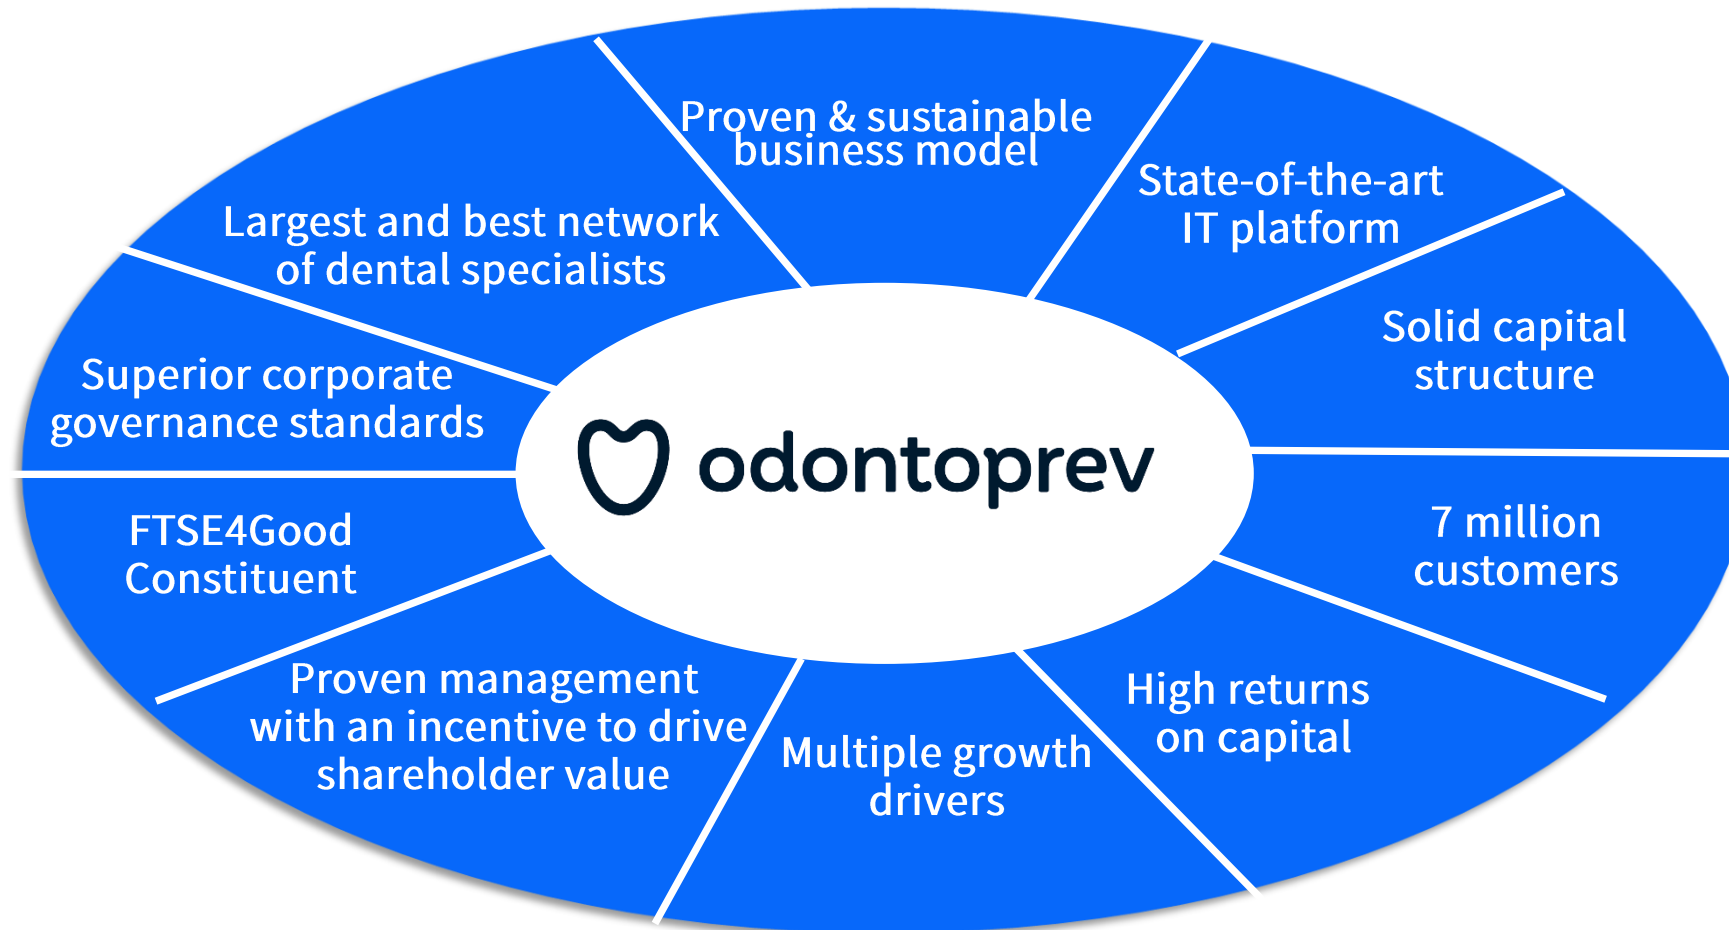 Proven & sustainable
business model
State-of-the-art
IT platform
Solid capital
structure
7 million
customers
High returns
on capital
Multiple growth
drivers
Proven management
with an incentive to drive
shareholder value
FTSE4Good
Constituent
Superior corporate
governance standards
Largest and best network
of dental specialists
odontoprev